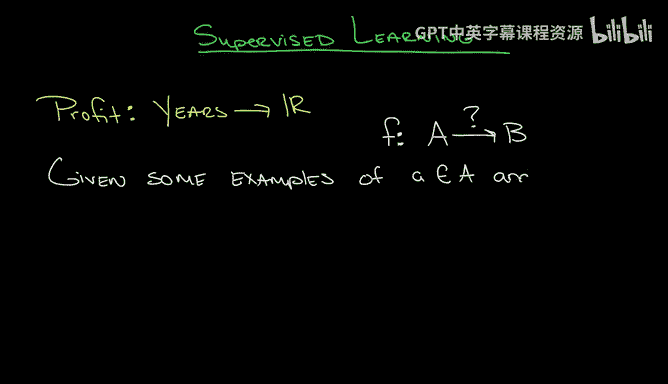 SUPERVISED LEARNING
GPT中英字幕课程资源 bilibili
Profit: YEARS → ℝ
f: A →? B
GIVEN SOME EXAMPLES of a ∈ A an